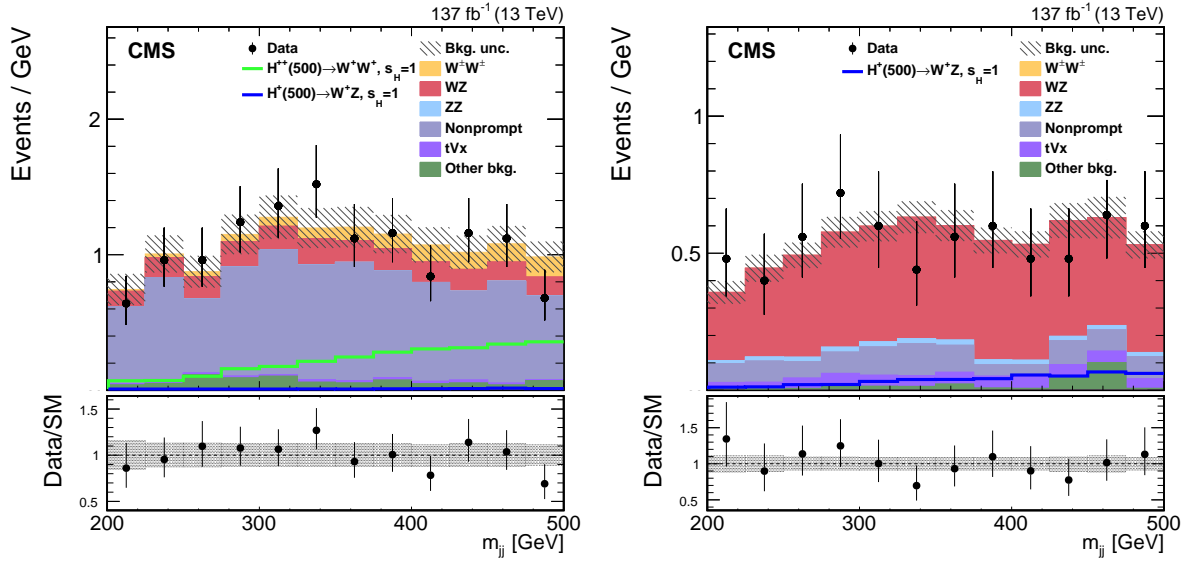 137 fb⁻¹ (13 TeV)
CMS
Data
H⁺⁺(500)→W⁺W⁺, s_H=1
H⁺(500)→W⁺Z, s_H=1
Bkg. unc.
W±W±
WZ
ZZ
Nonprompt
tVx
Other bkg.
Events / GeV
2
1
Data/SM
1.5
1
0.5
200 300 400 500
m_jj [GeV]
137 fb⁻¹ (13 TeV)
CMS
Data
H⁺(500)→W⁺Z, s_H=1
Bkg. unc.
W±W±
WZ
ZZ
Nonprompt
tVx
Other bkg.
Events / GeV
1
0.5
Data/SM
1.5
1
0.5
200 300 400 500
m_jj [GeV]